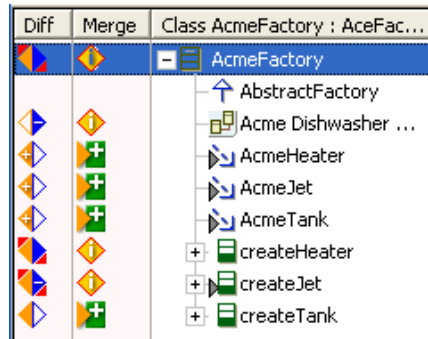 Diff Merge Class AcmeFactory : AceFac...
AcmeFactory
AbstractFactory
Acme Dishwasher ...
AcmeHeater
AcmeJet
AcmeTank
createHeater
createJet
createTank